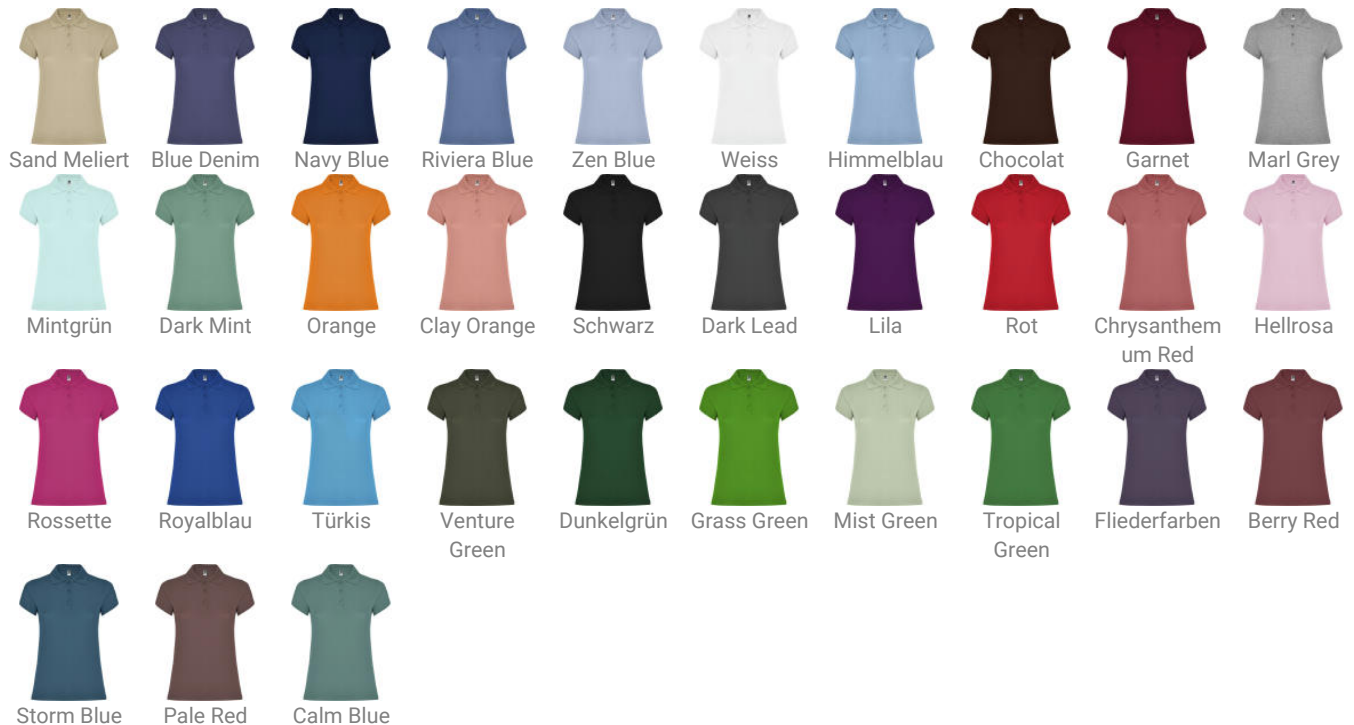 Sand Meliert Blue Denim Navy Blue Riviera Blue Zen Blue Weiss Himmelblau Chocolat Garnet Marl Grey
Mintgrün Dark Mint Orange Clay Orange Schwarz Dark Lead Lila Rot Chrysanthem Hellrosa
um Red
Rossette Royalblau Türkis Venture Dunkelgrün Grass Green Mist Green Tropical Fliederfarben Berry Red
Green Green
Storm Blue Pale Red Calm Blue